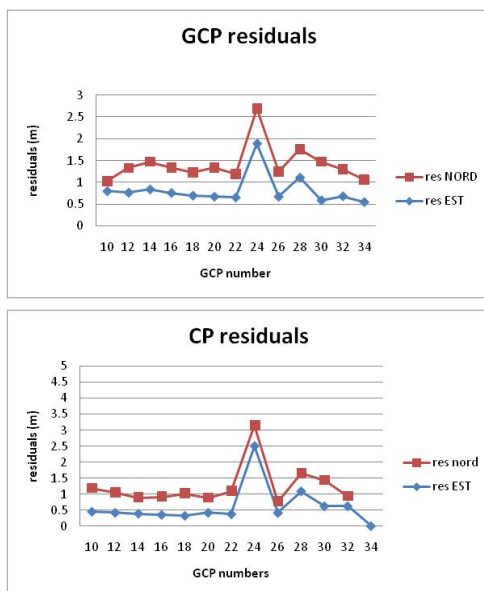 GCP residuals
3
2.5
2
1.5
1
0.5
0
residuals (m)
10 12 14 16 18 20 22 24 26 28 30 32 34
GCP number
res NORD
res EST
CP residuals
5
4.5
4
3.5
3
2.5
2
1.5
1
0.5
0
residuals (m)
10 12 14 16 18 20 22 24 26 28 30 32 34
GCP numbers
res nord
res EST